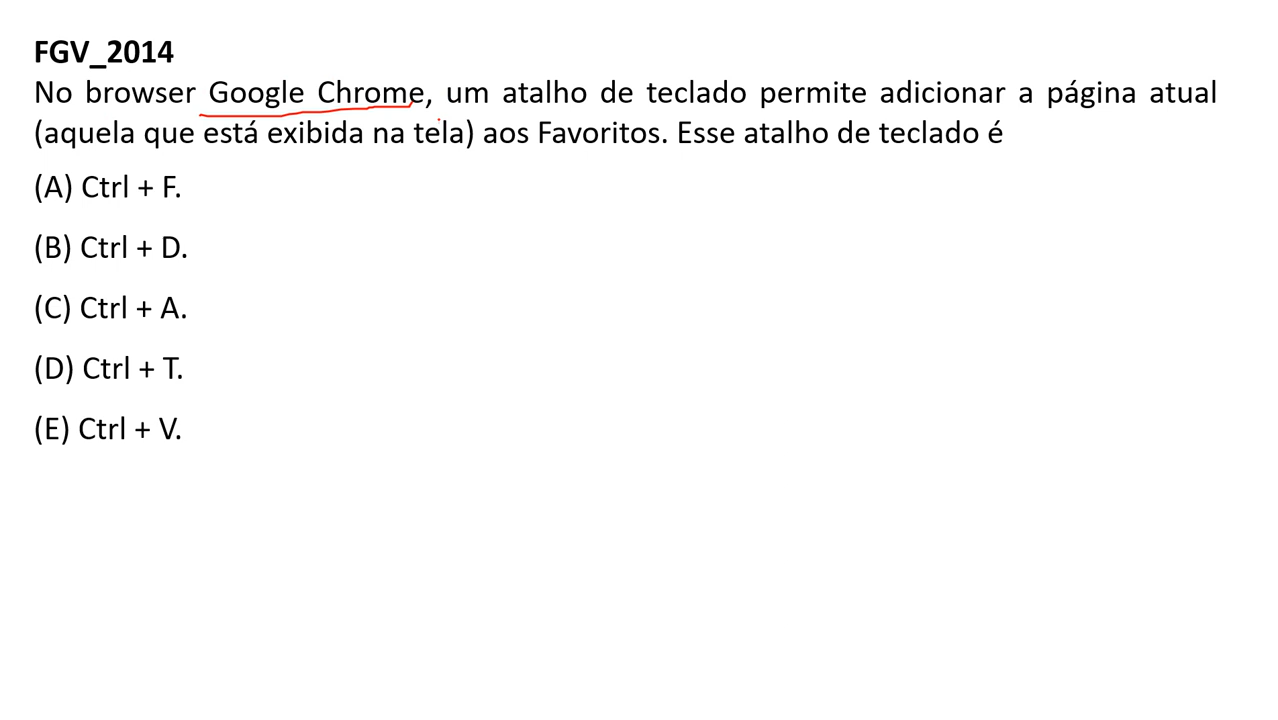 FGV_2014
No browser Google Chrome, um atalho de teclado permite adicionar a página atual
(aquela que está exibida na tela) aos Favoritos. Esse atalho de teclado é
(A) Ctrl + F.
(B) Ctrl + D.
(C) Ctrl + A.
(D) Ctrl + T.
(E) Ctrl + V.